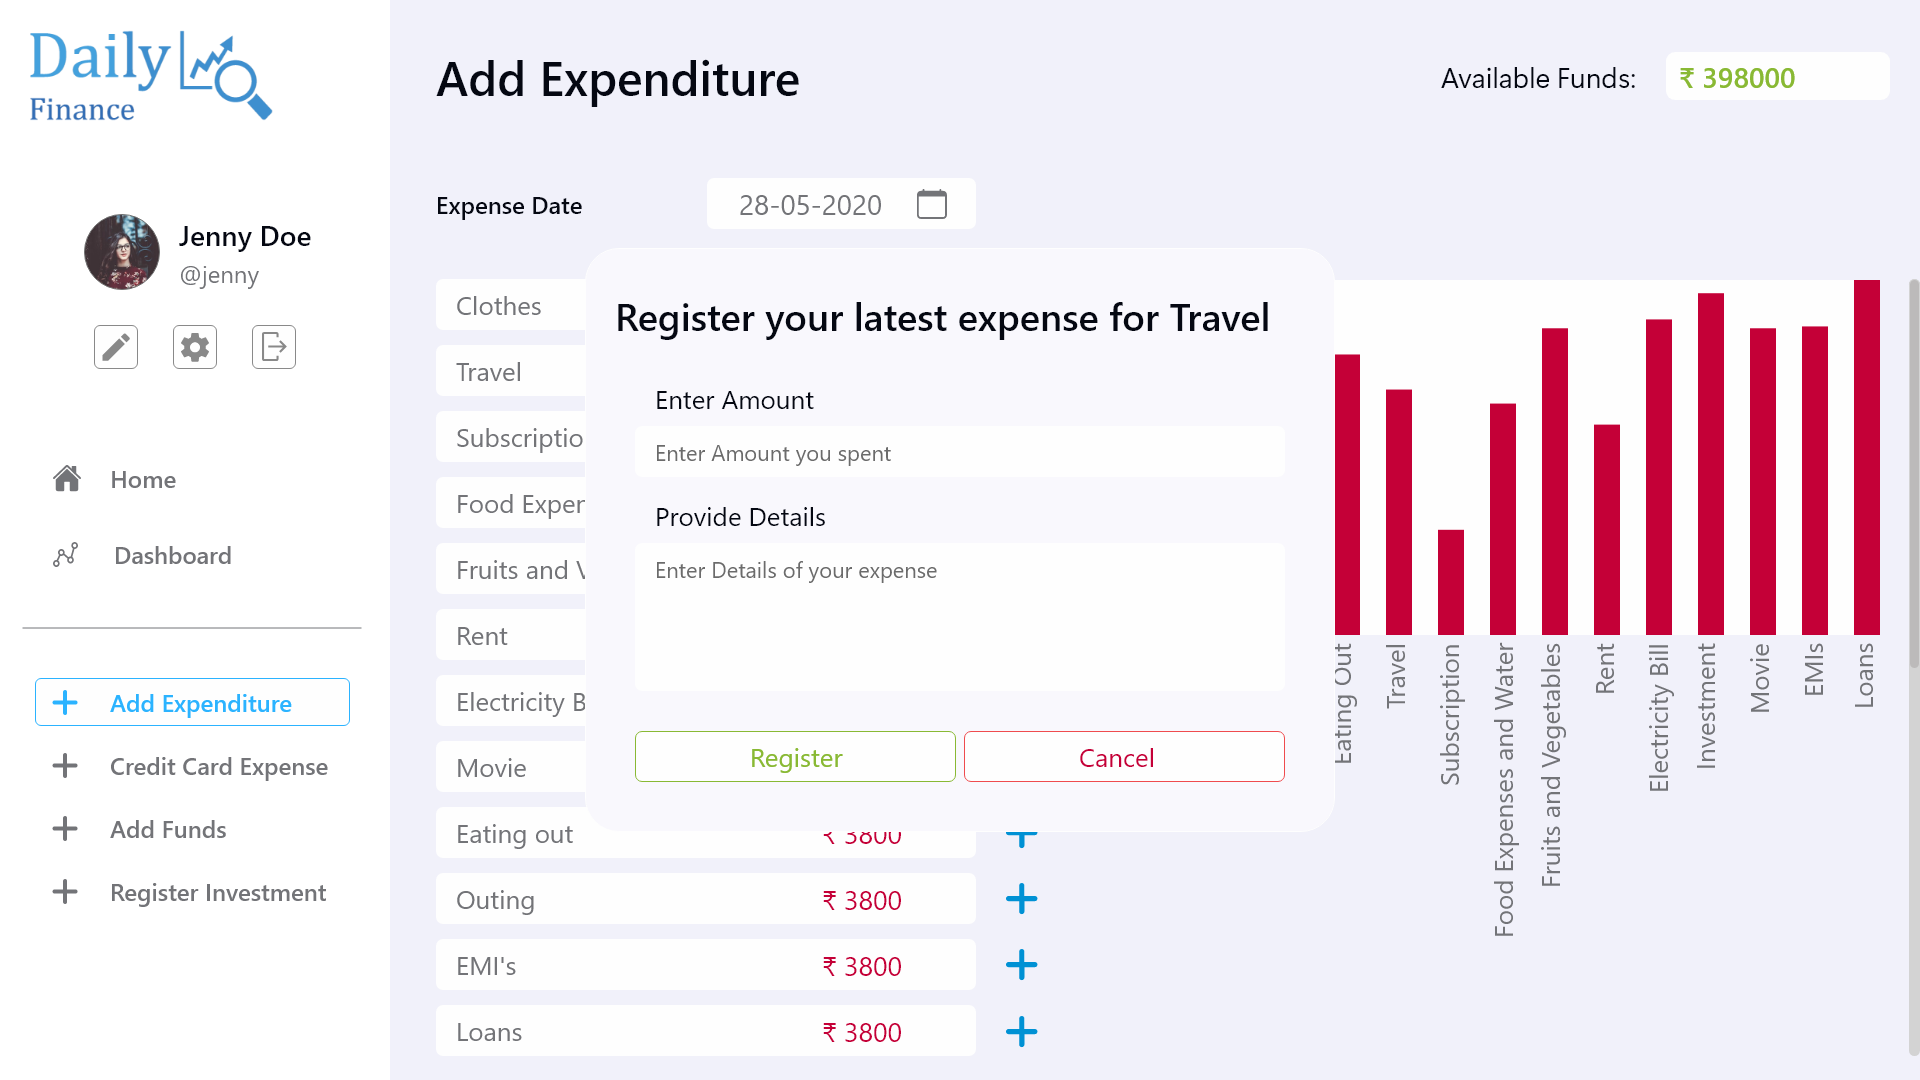 Daily
Finance
Jenny Doe
@jenny
Home
Dashboard
Add Expenditure
Credit Card Expense
Add Funds
Register Investment
Add Expenditure
Available Funds:
₹ 398000
Expense Date
28-05-2020
Clothes
Travel
Subscriptio
Food Exper
Fruits and V
Rent
Electricity B
Movie
Eating out ₹ 3800
Outing ₹ 3800
EMI's ₹ 3800
Loans ₹ 3800
Register your latest expense for Travel
Enter Amount
Enter Amount you spent
Provide Details
Enter Details of your expense
Register
Cancel
Eating Out
Travel
Subscription
Food Expenses and Water
Fruits and Vegetables
Rent
Electricity Bill
Investment
Movie
EMIs
Loans